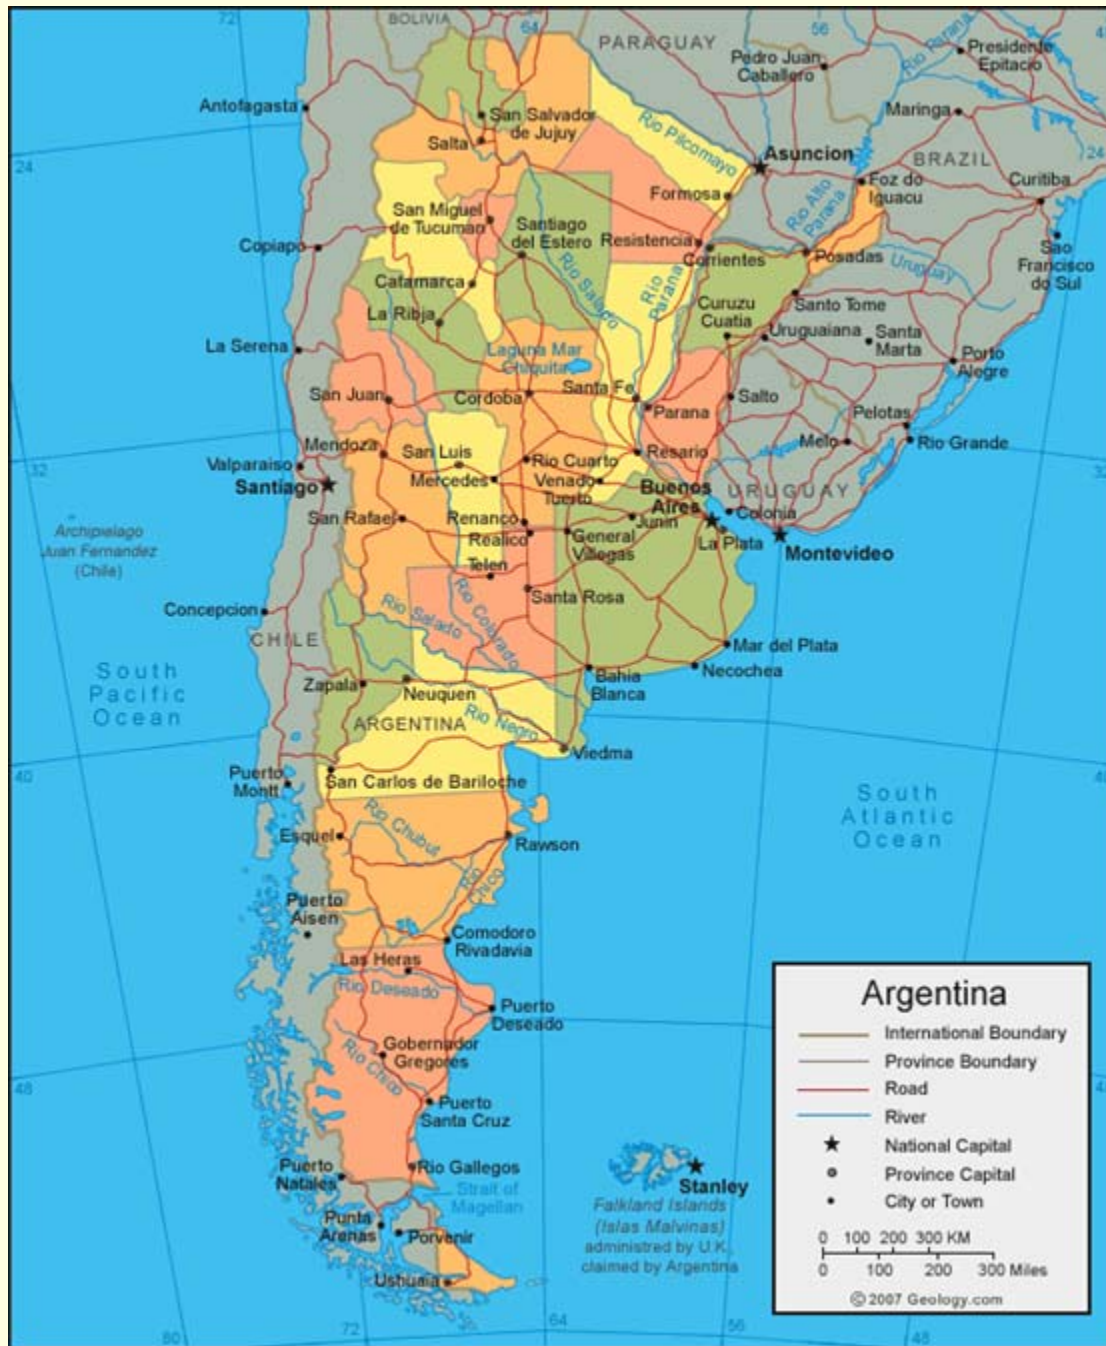 72
BOLIVIA
64
56
PARAGUAY
Rio Parana
Presidente
Epitacio
Pedro Juan
Caballero
Antofagasta
San Salvador
de Jujuy
Maringa
Salta
Rio Pilcomayo
Asuncion
BRAZIL
24
24
Formosa
Foz do
Iguacu
Curitiba
San Miguel
de Tucuman
Santiago
del Estero
Rio Alto
Parana
Copiapo
Resistencia
Corrientes
Posadas
Sao
Francisco
do Sul
Uruguay
Catamarca
Rio Salado
Rio
Parana
Curuzu
Cuatia
Santo Tome
La Ribja
Uruguaiana
Santa
Marta
La Serena
Laguna Mar
Chiquita
Porto
Alegre
San Juan
Cordoba
Santa Fe
Parana
Salto
Pelotas
Mendoza
San Luis
Rio Cuarto
Resario
Melo
Rio Grande
Valparaiso
32
32
Santiago
Mercedes
Venado
Tuerto
Buenos
Aires
URUGUAY
Colonia
San Rafael
Renanco
Realico
General
Villegas
Junin
La Plata
Montevideo
Archipielago
Juan Fernandez
(Chile)
Telen
Santa Rosa
Concepcion
CHILE
Rio Salado
Rio Colorado
Mar del Plata
Necochea
South
Pacific
Ocean
Zapala
Neuquen
Bahia
Blanca
ARGENTINA
Rio Negro
Viedma
40
Puerto
Montt
San Carlos de Bariloche
South
Atlantic
Ocean
Esquel
Rio Chubut
Rawson
Rio
Chico
Puerto
Aisen
Comodoro
Rivadavia
Las Heras
Rio Deseado
Puerto
Deseado
Gobernador
Gregores
Rio Chico
48
Puerto
Santa Cruz
Puerto
Natales
Rio Gallegos
Strait of
Magellan
Stanley
Falkland Islands
(Islas Malvinas)
administred by U.K.,
claimed by Argentina
Punta
Arenas
Porvenir
Ushuaia
80
72
64
56
48
Argentina
International Boundary
Province Boundary
Road
River
National Capital
Province Capital
City or Town
0 100 200 300 KM
0 100 200 300 Miles
© 2007 Geology.com